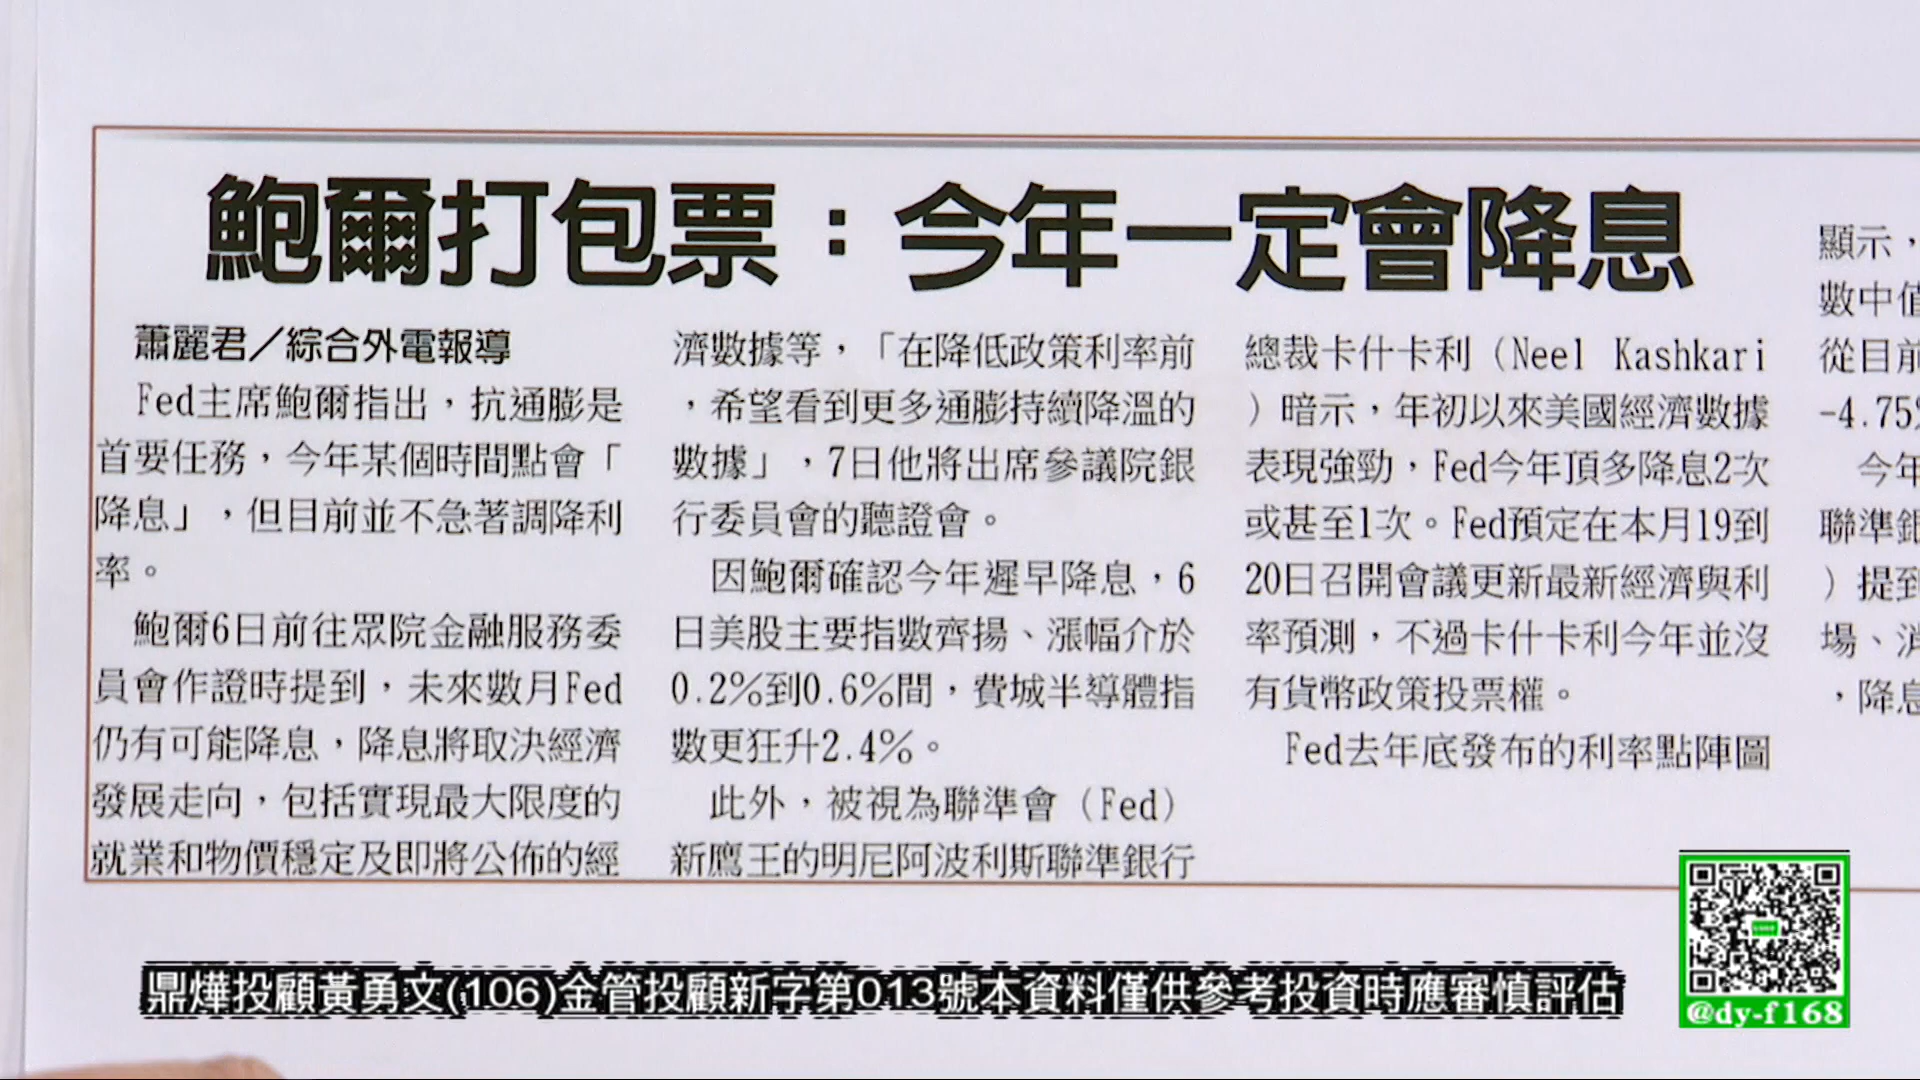 鮑爾打包票：今年一定會降息
蕭麗君／綜合外電報導
Fed主席鮑爾指出，抗通膨是
首要任務，今年某個時間點會「
降息」，但目前並不急著調降利
率。
鮑爾6日前往眾院金融服務委
員會作證時提到，未來數月Fed
仍有可能降息，降息將取決經濟
發展走向，包括實現最大限度的
就業和物價穩定及即將公佈的經
濟數據等，「在降低政策利率前
，希望看到更多通膨持續降溫的
數據」，7日他將出席參議院銀
行委員會的聽證會。
因鮑爾確認今年遲早降息，6
日美股主要指數齊揚、漲幅介於
0.2%到0.6%間，費城半導體指
數更狂升2.4%。
此外，被視為聯準會（Fed）
新鷹王的明尼阿波利斯聯準銀行
總裁卡什卡利（Neel Kashkari
）暗示，年初以來美國經濟數據
表現強勁，Fed今年頂多降息2次
或甚至1次。Fed預定在本月19到
20日召開會議更新最新經濟與利
率預測，不過卡什卡利今年並沒
有貨幣政策投票權。
Fed去年底發布的利率點陣圖
顯示，
數中值
從目前
-4.75%
今年
聯準銀
）提到
場、消
，降息
鼎燁投顧黃勇文(106)金管投顧新字第013號本資料僅供參考投資時應審慎評估
@dy-f168